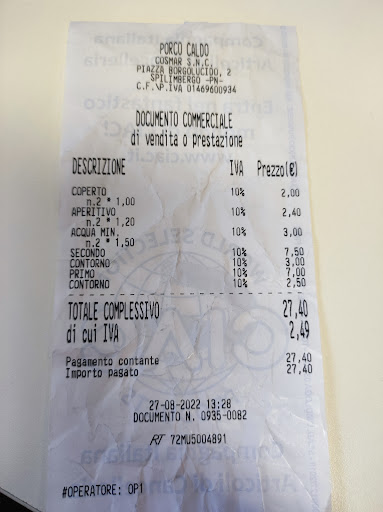 PORCO CALDO
COSMAR S.N.C.
PIAZZA BORGOLUCIDO, 2
SPILIMBERGO -PN-
C.F.\P.IVA 01469600934
DOCUMENTO COMMERCIALE
di vendita o prestazione
DESCRIZIONE IVA Prezzo(€)
COPERTO 10% 2,00
n.2 * 1,00
APERITIVO 10% 2,40
n.2 * 1,20
ACQUA MIN. 10% 3,00
n.2 * 1,50
SECONDO 10% 7,50
CONTORNO 10% 3,00
PRIMO 10% 7,00
CONTORNO 10% 2,50
TOTALE COMPLESSIVO 27,40
di cui IVA 2,49
Pagamento contante 27,40
Importo pagato 27,40
27-08-2022 13:28
DOCUMENTO N. 0935-0082
RT 72MU5004891
#OPERATORE: OP1